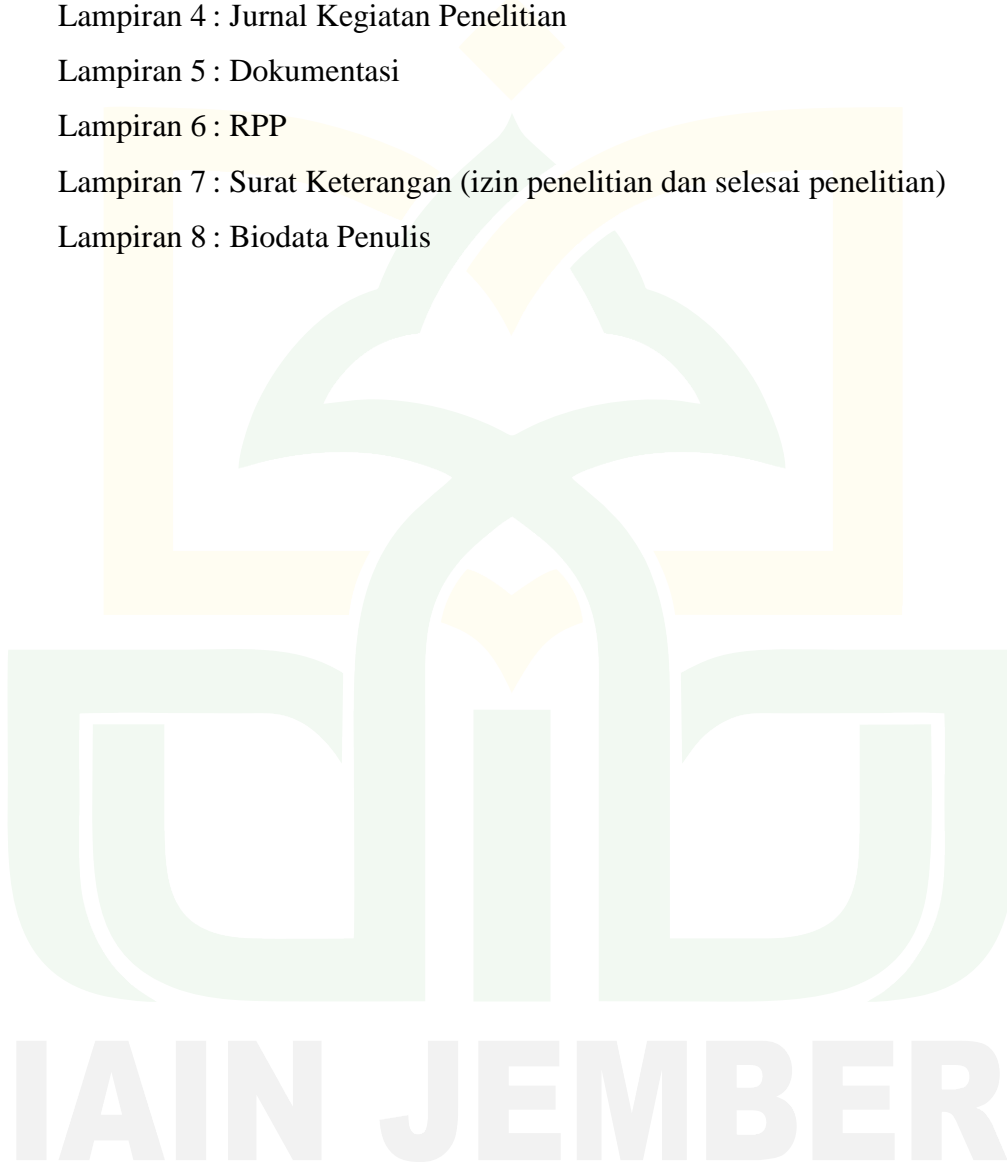 Lampiran 4 : Jurnal Kegiatan Penelitian
Lampiran 5 : Dokumentasi
Lampiran 6 : RPP
Lampiran 7 : Surat Keterangan (izin penelitian dan selesai penelitian)
Lampiran 8 : Biodata Penulis
IAIN JEMBER